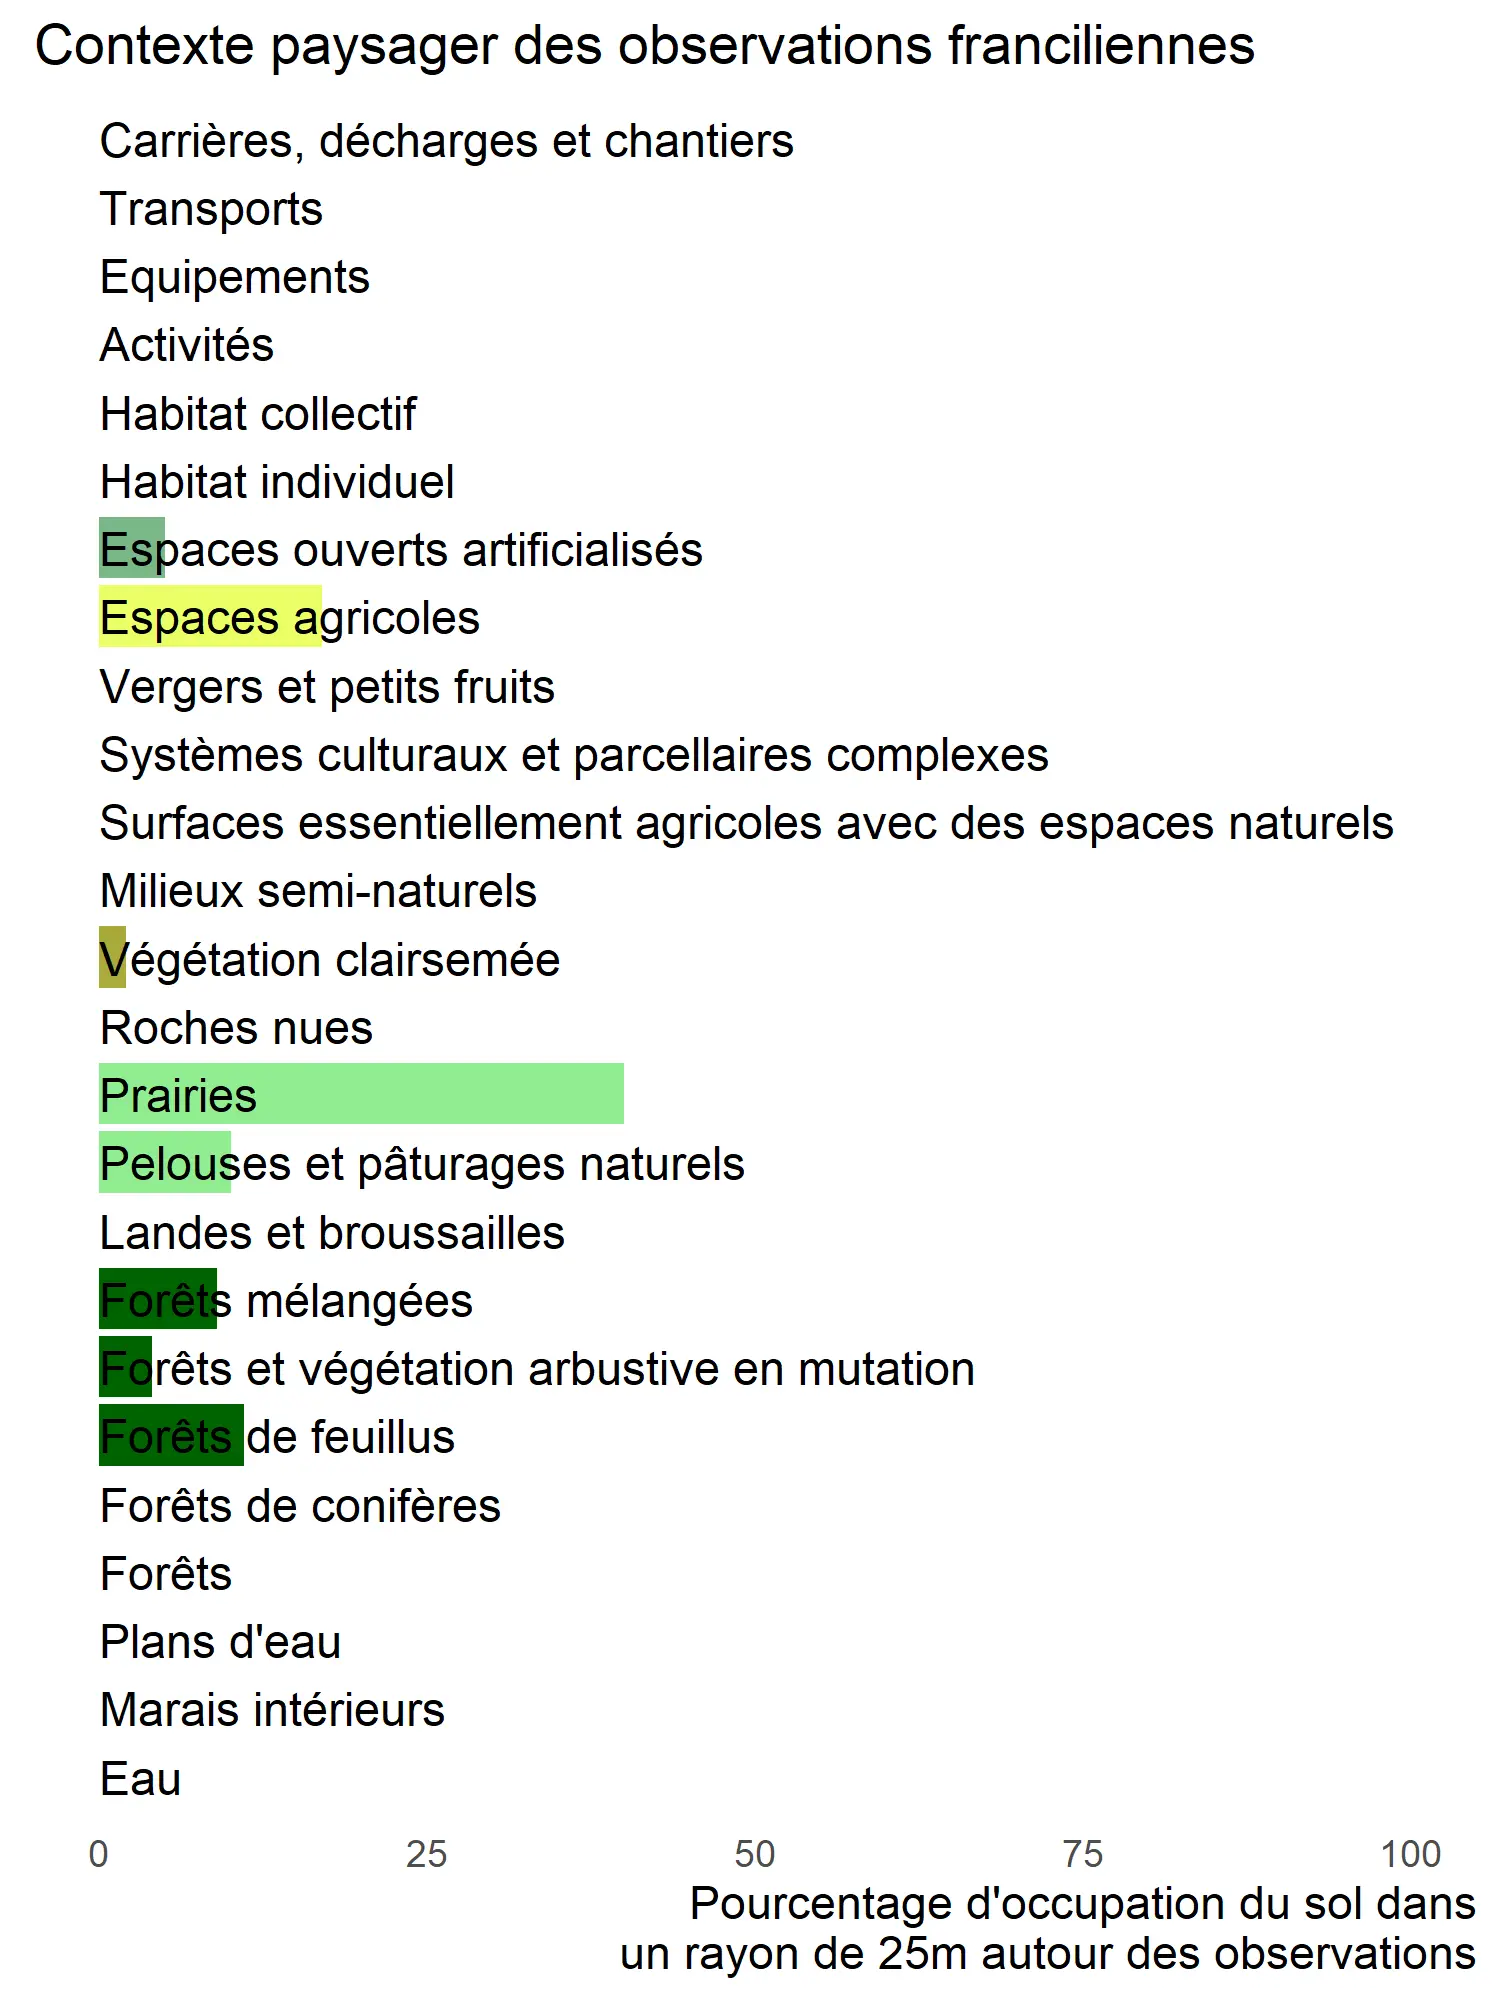 Contexte paysager des observations franciliennes
Carrières, décharges et chantiers
Transports
Equipements
Activités
Habitat collectif
Habitat individuel
Espaces ouverts artificialisés
Espaces agricoles
Vergers et petits fruits
Systèmes culturaux et parcellaires complexes
Surfaces essentiellement agricoles avec des espaces naturels
Milieux semi-naturels
Végétation clairsemée
Roches nues
Prairies
Pelouses et pâturages naturels
Landes et broussailles
Forêts mélangées
Forêts et végétation arbustive en mutation
Forêts de feuillus
Forêts de conifères
Forêts
Plans d'eau
Marais intérieurs
Eau
0 25 50 75 100
Pourcentage d'occupation du sol dans
un rayon de 25m autour des observations